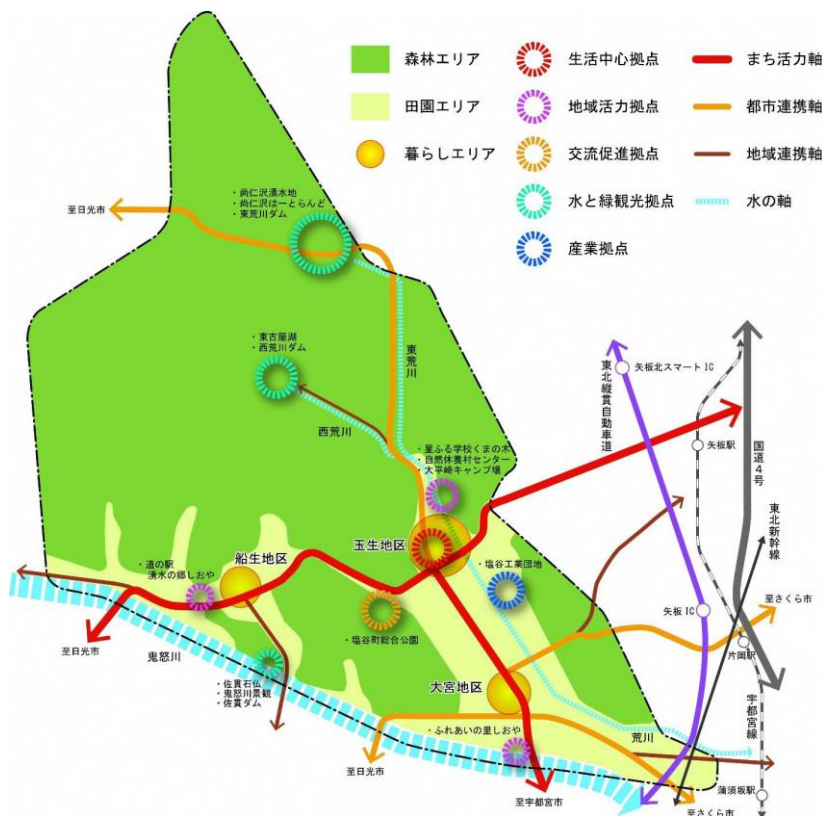 森林エリア
田園エリア
暮らしエリア
生活中心拠点
地域活力拠点
交流促進拠点
水と緑観光拠点
産業拠点
まち活力軸
都市連携軸
地域連携軸
水の軸
・尚仁沢湧水地
・尚仁沢はーとらんど
・東荒川ダム
至日光市
・東古屋湖
・西荒川ダム
東荒川
西荒川
・星ふる学校くまの木
・自然休養村センター
・大平崎キャンプ場
東北縦貫自動車道
矢板北スマートIC
矢板駅
国道4号
東北新幹線
玉生地区
船生地区
・道の駅
湧水の郷しおや
・塩谷工業団地
矢板IC
至さくら市
至日光市
鬼怒川
・塩谷町総合公園
片岡駅
・佐貫石仏
・鬼怒川景観
・佐貫ダム
大宮地区
宇都宮線
・ふれあいの里しおや
荒川
至日光市
蒲須坂駅
至宇都宮市
至さくら市